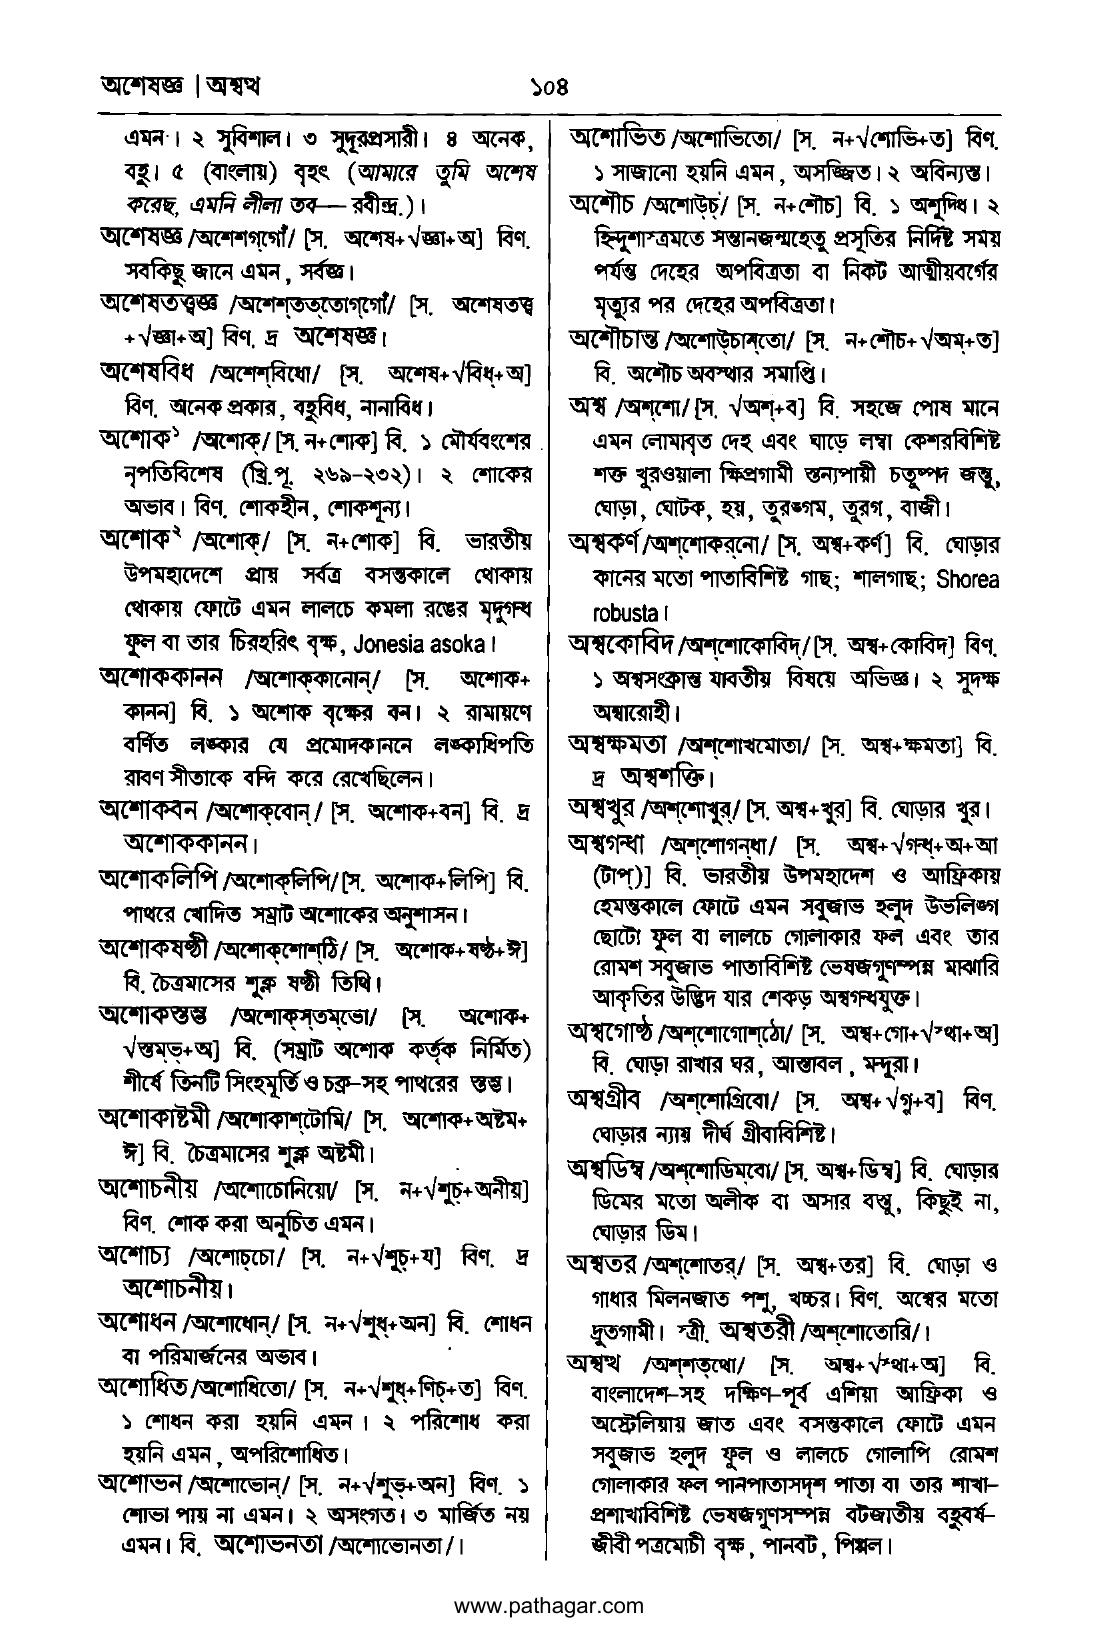 অশেষজ্ঞ | অশ্বত্থ
১০৪
এমন। ২ সুবিশাল। ৩ সুদূরপ্রসারী। ৪ অনেক,
বহু। ৫ (বাংলায়) বৃহৎ (আমারে তুমি অশেষ
করেছ, এমনি লীলা তব— রবীন্দ্র.)।
অশেষজ্ঞ /অশেশগ্গোঁ/ [স. অশেষ+√জ্ঞা+অ] বিণ.
সবকিছু জানে এমন, সর্বজ্ঞ।
অশেষতত্ত্বজ্ঞ /অশেশ্তত্তোগ্গোঁ/ [স. অশেষতত্ত্ব
+√জ্ঞা+অ] বিণ. দ্র অশেষজ্ঞ।
অশেষবিধ /অশেশ্বিধো/ [স. অশেষ+√বিধ্+অ]
বিণ. অনেক প্রকার, বহুবিধ, নানাবিধ।
অশোক১ /অশোক্/ [স. ন+শোক] বি. ১ মৌর্যবংশের
নৃপতিবিশেষ (খ্রি.পূ. ২৬৯-২৩২)। ২ শোকের
অভাব। বিণ. শোকহীন, শোকশূন্য।
অশোক২ /অশোক্/ [স. ন+শোক] বি. ভারতীয়
উপমহাদেশে প্রায় সর্বত্র বসন্তকালে থোকায়
থোকায় ফোটে এমন লালচে কমলা রঙের মৃদুগন্ধ
ফুল বা তার চিরহরিৎ বৃক্ষ, Jonesia asoka।
অশোককানন /অশোক্কানোন্/ [স. অশোক+
কানন] বি. ১ অশোক বৃক্ষের বন। ২ রামায়ণে
বর্ণিত লঙ্কার যে প্রমোদকাননে লঙ্কাধিপতি
রাবণ সীতাকে বন্দি করে রেখেছিলেন।
অশোকবন /অশোক্বোন্/ [স. অশোক+বন] বি. দ্র
অশোককানন।
অশোকলিপি /অশোক্লিপি/ [স. অশোক+লিপি] বি.
পাথরে খোদিত সম্রাট অশোকের অনুশাসন।
অশোকষষ্ঠী /অশোক্শোশ্ঠি/ [স. অশোক+ষষ্ঠ+ঈ]
বি. চৈত্রমাসের শুক্ল ষষ্ঠী তিথি।
অশোকস্তম্ভ /অশোক্স্তম্ভো/ [স. অশোক+
√স্তম্ভ্+অ] বি. (সম্রাট অশোক কর্তৃক নির্মিত)
শীর্ষে তিনটি সিংহমূর্তি ও চক্র-সহ পাথরের স্তম্ভ।
অশোকাষ্টমী /অশোকাশ্টোমি/ [স. অশোক+অষ্টম+
ঈ] বি. চৈত্রমাসের শুক্ল অষ্টমী।
অশোচনীয় /অশোচোনিয়ো/ [স. ন+√শুচ্+অনীয়]
বিণ. শোক করা অনুচিত এমন।
অশোচ্য /অশোচ্চো/ [স. ন+√শুচ্+য] বিণ. দ্র
অশোচনীয়।
অশোধন /অশোধোন্/ [স. ন+√শুধ্+অন] বি. শোধন
বা পরিমার্জনের অভাব।
অশোধিত /অশোধিতো/ [স. ন+√শুধ্+ণিচ্+ত] বিণ.
১ শোধন করা হয়নি এমন। ২ পরিশোধ করা
হয়নি এমন, অপরিশোধিত।
অশোভন /অশোভোন্/ [স. ন+√শুভ্+অন] বিণ. ১
শোভা পায় না এমন। ২ অসংগত। ৩ মার্জিত নয়
এমন। বি. অশোভনতা /অশোভোনতা/।
অশোভিত /অশোভিতো/ [স. ন+√শোভি+ত] বিণ.
১ সাজানো হয়নি এমন, অসজ্জিত। ২ অবিন্যস্ত।
অশৌচ /অশোউ্চ্/ [স. ন+শৌচ] বি. ১ অশুদ্ধি। ২
হিন্দুশাস্ত্রমতে সন্তানজন্মহেতু প্রসূতির নির্দিষ্ট সময়
পর্যন্ত দেহের অপবিত্রতা বা নিকট আত্মীয়বর্গের
মৃত্যুর পর দেহের অপবিত্রতা।
অশৌচান্ত /অশোউ্চান্তো/ [স. ন+শৌচ+√অম্+ত]
বি. অশৌচ অবস্থার সমাপ্তি।
অশ্ব /অশ্শো/ [স. √অশ্+ব] বি. সহজে পোষ মানে
এমন লোমাবৃত দেহ এবং ঘাড়ে লম্বা কেশরবিশিষ্ট
শক্ত খুরওয়ালা ক্ষিপ্রগামী স্তন্যপায়ী চতুষ্পদ জন্তু,
ঘোড়া, ঘোটক, হয়, তুরঙ্গম, তুরগ, বাজী।
অশ্বকর্ণ /অশ্শোকর্নো/ [স. অশ্ব+কর্ণ] বি. ঘোড়ার
কানের মতো পাতাবিশিষ্ট গাছ; শালগাছ; Shorea
robusta।
অশ্বকোবিদ /অশ্শোকোবিদ্/ [স. অশ্ব+কোবিদ] বিণ.
১ অশ্বসংক্রান্ত যাবতীয় বিষয়ে অভিজ্ঞ। ২ সুদক্ষ
অশ্বারোহী।
অশ্বক্ষমতা /অশ্শোখমোতা/ [স. অশ্ব+ক্ষমতা] বি.
দ্র অশ্বশক্তি।
অশ্বখুর /অশ্শোখুর্/ [স. অশ্ব+খুর] বি. ঘোড়ার খুর।
অশ্বগন্ধা /অশ্শোগন্ধা/ [স. অশ্ব+√গন্ধ্+অ+আ
(টাপ্)] বি. ভারতীয় উপমহাদেশ ও আফ্রিকায়
হেমন্তকালে ফোটে এমন সবুজাভ হলুদ উভলিঙ্গ
ছোটো ফুল বা লালচে গোলাকার ফল এবং তার
রোমশ সবুজাভ পাতাবিশিষ্ট ভেষজগুণসম্পন্ন মাঝারি
আকৃতির উদ্ভিদ যার শেকড় অশ্বগন্ধযুক্ত।
অশ্বগোষ্ঠ /অশ্শোগোশ্ঠো/ [স. অশ্ব+গো+√স্থা+অ]
বি. ঘোড়া রাখার ঘর, আস্তাবল, মন্দুরা।
অশ্বগ্রীব /অশ্শোগ্রিবো/ [স. অশ্ব+√গৄ+ব] বিণ.
ঘোড়ার ন্যায় দীর্ঘ গ্রীবাবিশিষ্ট।
অশ্বডিম্ব /অশ্শোডিম্বো/ [স. অশ্ব+ডিম্ব] বি. ঘোড়ার
ডিমের মতো অলীক বা অসার বস্তু, কিছুই না,
ঘোড়ার ডিম।
অশ্বতর /অশ্শোতর্/ [স. অশ্ব+তর] বি. ঘোড়া ও
গাধার মিলনজাত পশু, খচ্চর। বিণ. অশ্বের মতো
দ্রুতগামী। স্ত্রী. অশ্বতরী /অশ্শোতোরি/।
অশ্বত্থ /অশ্শত্থো/ [স. অশ্ব+√স্থা+অ] বি.
বাংলাদেশ-সহ দক্ষিণ-পূর্ব এশিয়া আফ্রিকা ও
অস্ট্রেলিয়ায় জাত এবং বসন্তকালে ফোটে এমন
সবুজাভ হলুদ ফুল ও লালচে গোলাপি রোমশ
গোলাকার ফল পানপাতাসদৃশ পাতা বা তার শাখা-
প্রশাখাবিশিষ্ট ভেষজগুণসম্পন্ন বটজাতীয় বহুবর্ষ-
জীবী পত্রমোচী বৃক্ষ, পানবট, পিপ্পল।
www.pathagar.com